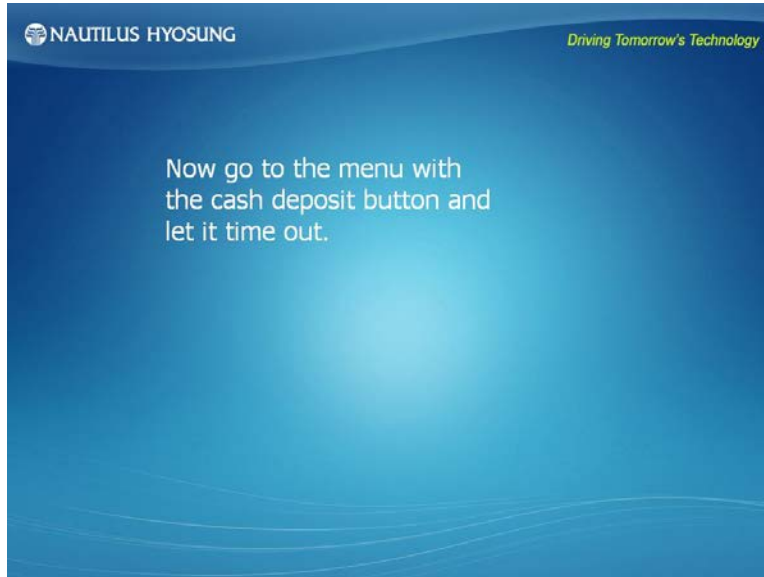 NAUTILUS HYOSUNG
Driving Tomorrow's Technology
Now go to the menu with
the cash deposit button and
let it time out.